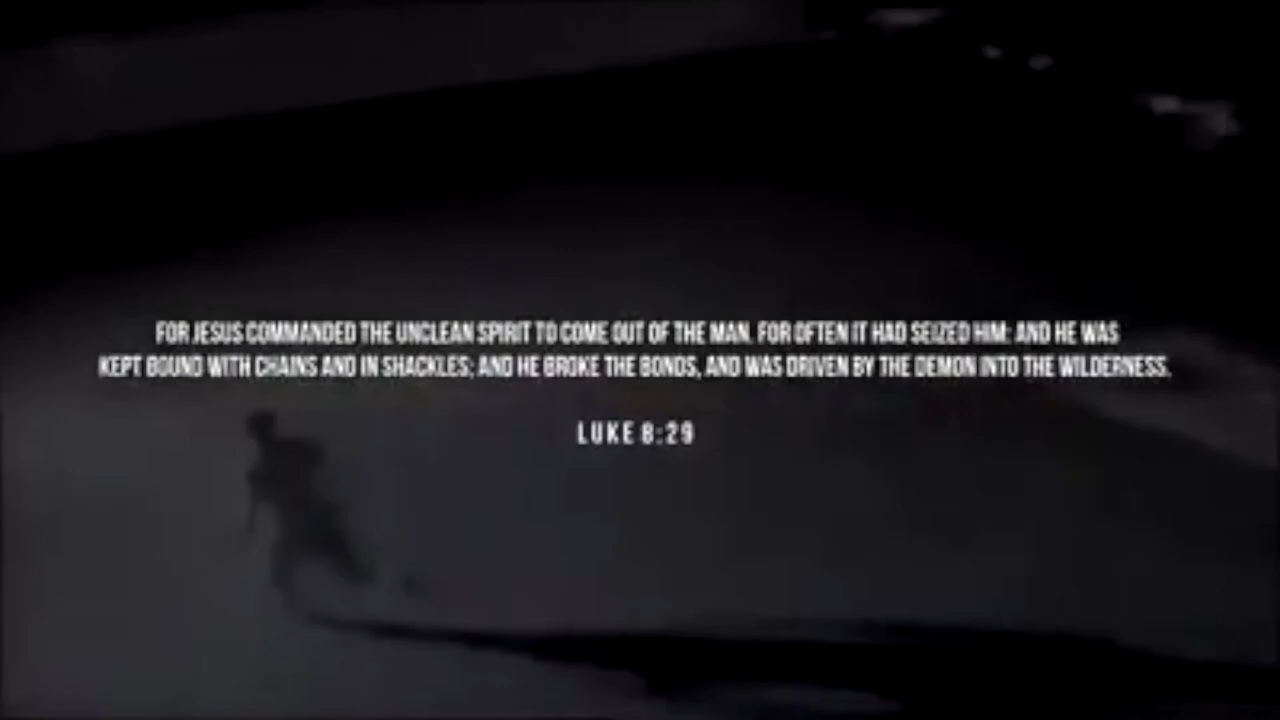 FOR JESUS COMMANDED THE UNCLEAN SPIRIT TO COME OUT OF THE MAN. FOR OFTEN IT HAD SEIZED HIM: AND HE WAS
KEPT BOUND WITH CHAINS AND IN SHACKLES; AND HE BROKE THE BONDS, AND WAS DRIVEN BY THE DEMON INTO THE WILDERNESS.
LUKE 8:29